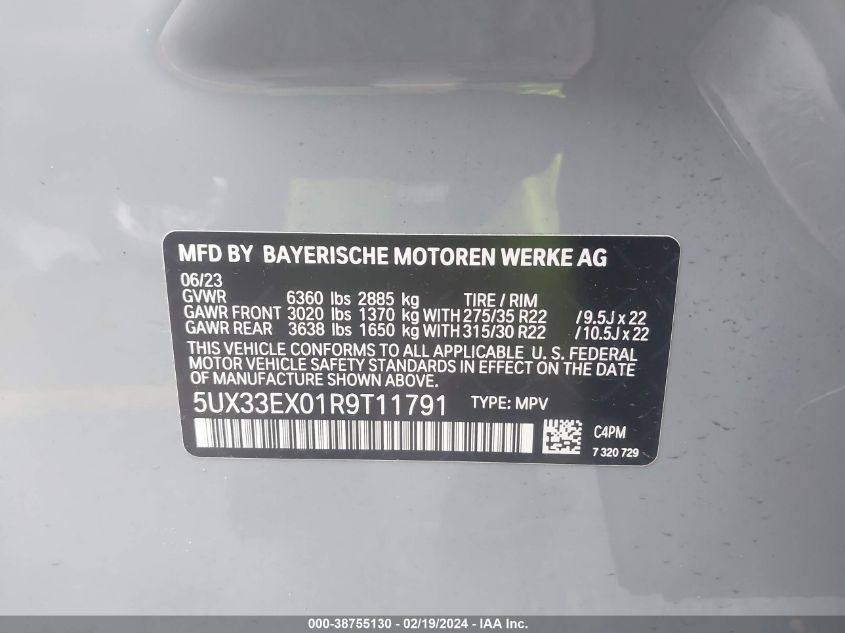 MFD BY BAYERISCHE MOTOREN WERKE AG
06/23
GVWR 6360 lbs 2885 kg TIRE / RIM
GAWR FRONT 3020 lbs 1370 kg WITH 275/35 R22 /9.5J x 22
GAWR REAR 3638 lbs 1650 kg WITH 315/30 R22 /10.5J x 22
THIS VEHICLE CONFORMS TO ALL APPLICABLE U. S. FEDERAL
MOTOR VEHICLE SAFETY STANDARDS IN EFFECT ON THE
DATE OF MANUFACTURE SHOWN ABOVE.
5UX33EX01R9T11791 TYPE: MPV
C4PM
7 320 729
000-38755130 - 02/19/2024 - IAA Inc.